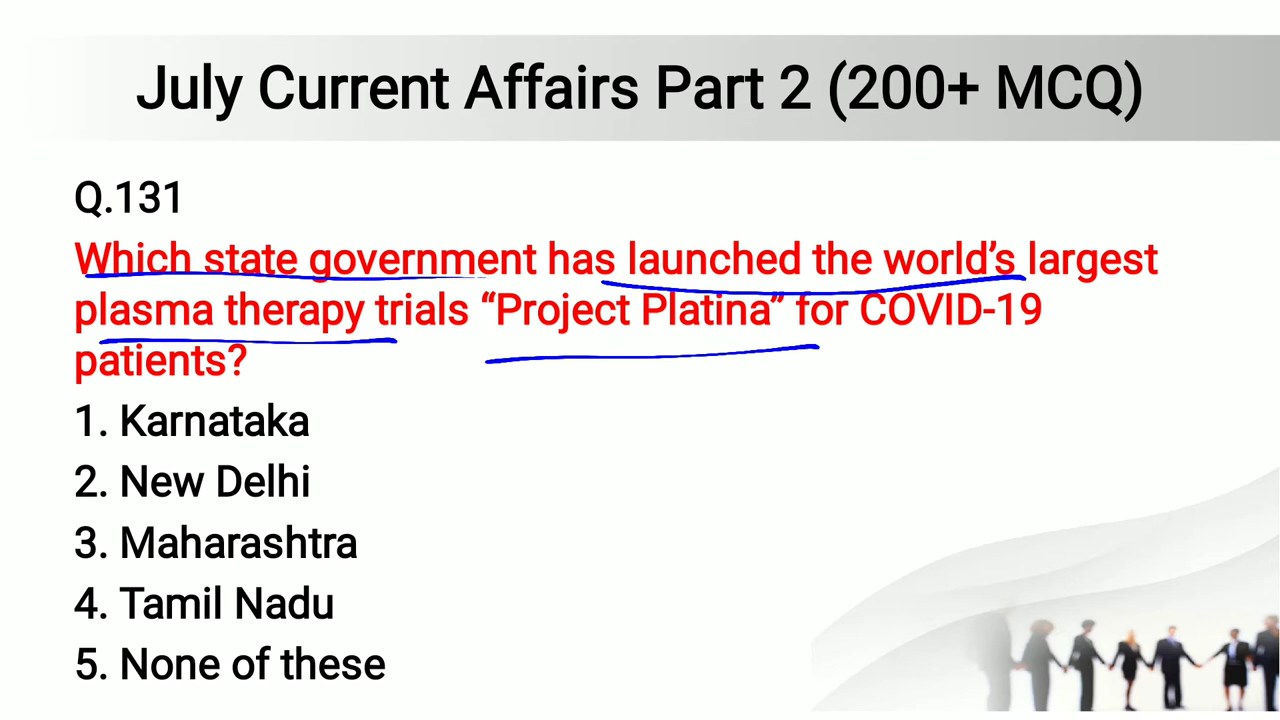 July Current Affairs Part 2 (200+ MCQ)
Q.131
Which state government has launched the world’s largest
plasma therapy trials “Project Platina” for COVID-19
patients?
1. Karnataka
2. New Delhi
3. Maharashtra
4. Tamil Nadu
5. None of these